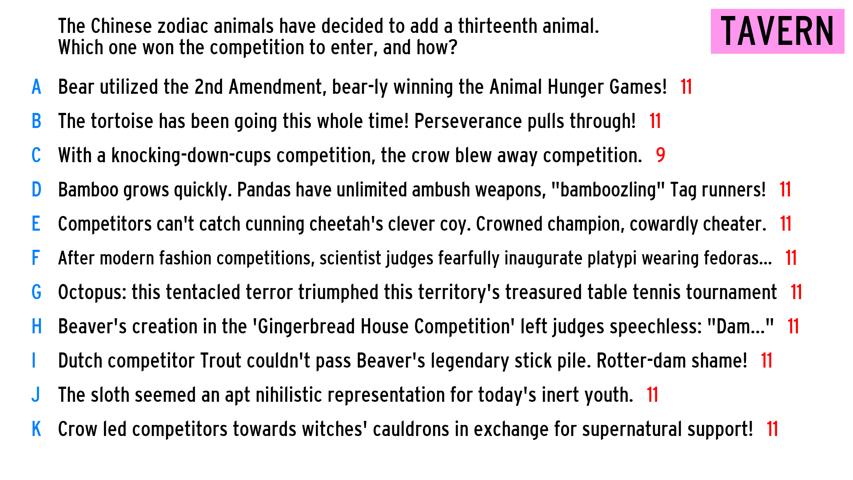 The Chinese zodiac animals have decided to add a thirteenth animal.
Which one won the competition to enter, and how?
TAVERN
A Bear utilized the 2nd Amendment, bear-ly winning the Animal Hunger Games! 11
B The tortoise has been going this whole time! Perseverance pulls through! 11
C With a knocking-down-cups competition, the crow blew away competition. 9
D Bamboo grows quickly. Pandas have unlimited ambush weapons, "bamboozling" Tag runners! 11
E Competitors can't catch cunning cheetah's clever coy. Crowned champion, cowardly cheater. 11
F After modern fashion competitions, scientist judges fearfully inaugurate platypi wearing fedoras... 11
G Octopus: this tentacled terror triumphed this territory's treasured table tennis tournament 11
H Beaver's creation in the 'Gingerbread House Competition' left judges speechless: "Dam..." 11
I Dutch competitor Trout couldn't pass Beaver's legendary stick pile. Rotter-dam shame! 11
J The sloth seemed an apt nihilistic representation for today's inert youth. 11
K Crow led competitors towards witches' cauldrons in exchange for supernatural support! 11